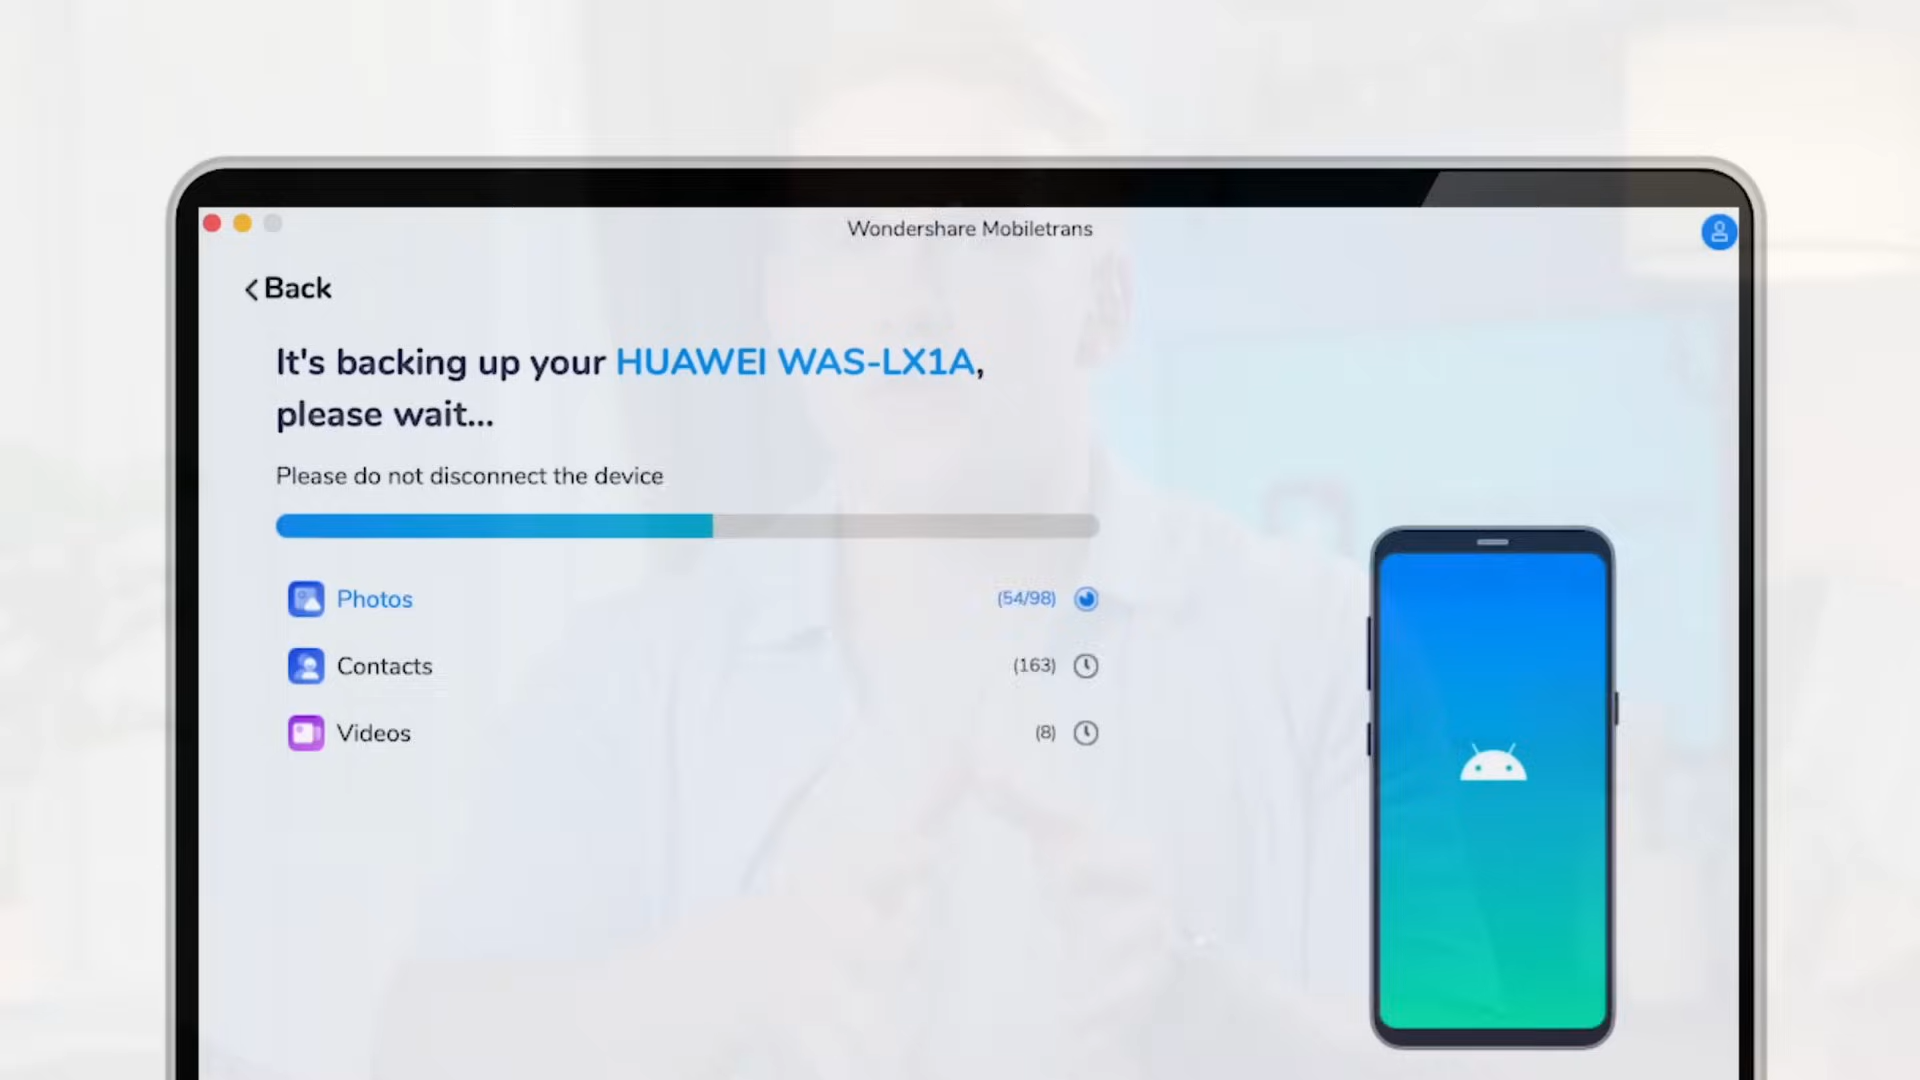 Wondershare Mobiletrans
Back
It's backing up your HUAWEI WAS-LX1A,
please wait...
Please do not disconnect the device
Photos (54/98)
Contacts (163)
Videos (8)